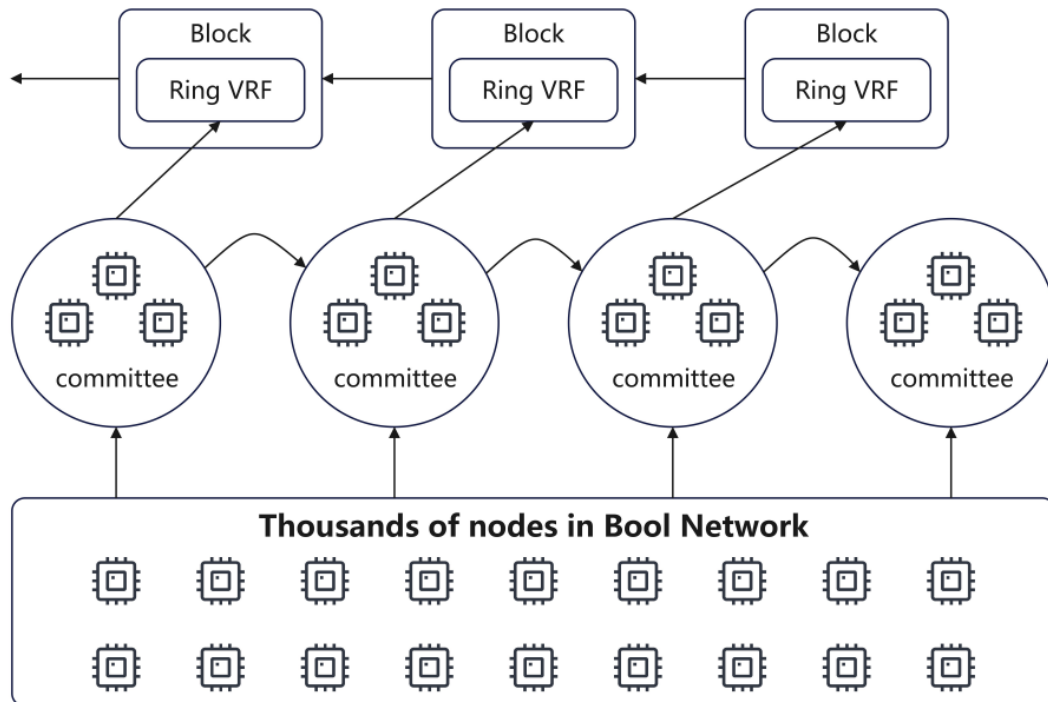 Block
Block
Block
Ring VRF
Ring VRF
Ring VRF
committee
committee
committee
committee
Thousands of nodes in Bool Network